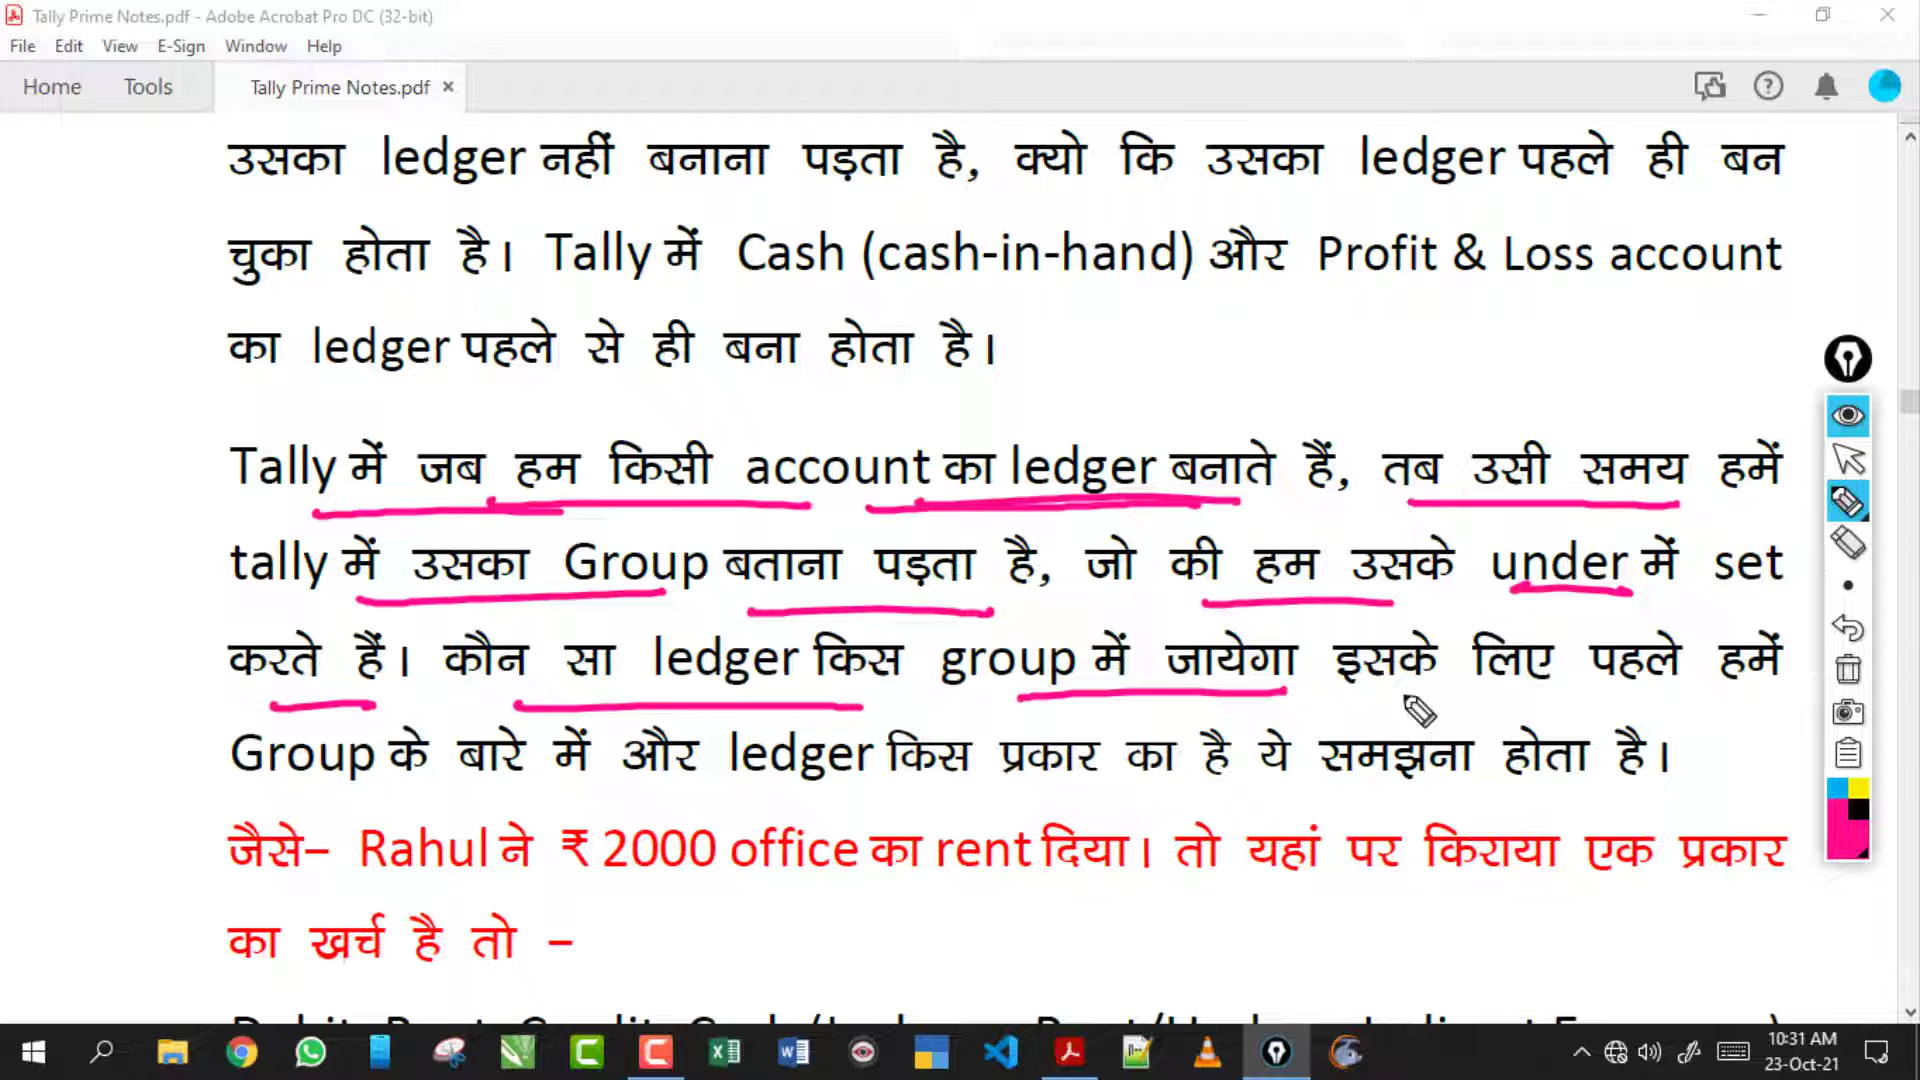 Tally Prime Notes.pdf - Adobe Acrobat Pro DC (32-bit)
File Edit View E-Sign Window Help
Home Tools Tally Prime Notes.pdf ×
उसका ledger नहीं बनाना पड़ता है, क्यो कि उसका ledger पहले ही बन
चुका होता है। Tally में Cash (cash-in-hand) और Profit & Loss account
का ledger पहले से ही बना होता है।
Tally में जब हम किसी account का ledger बनाते हैं, तब उसी समय हमें
tally में उसका Group बताना पड़ता है, जो की हम उसके under में set
करते हैं। कौन सा ledger किस group में जायेगा इसके लिए पहले हमें
Group के बारे में और ledger किस प्रकार का है ये समझना होता है।
जैसे– Rahul ने ₹ 2000 office का rent दिया। तो यहां पर किराया एक प्रकार
का खर्च है तो –
10:31 AM
23-Oct-21